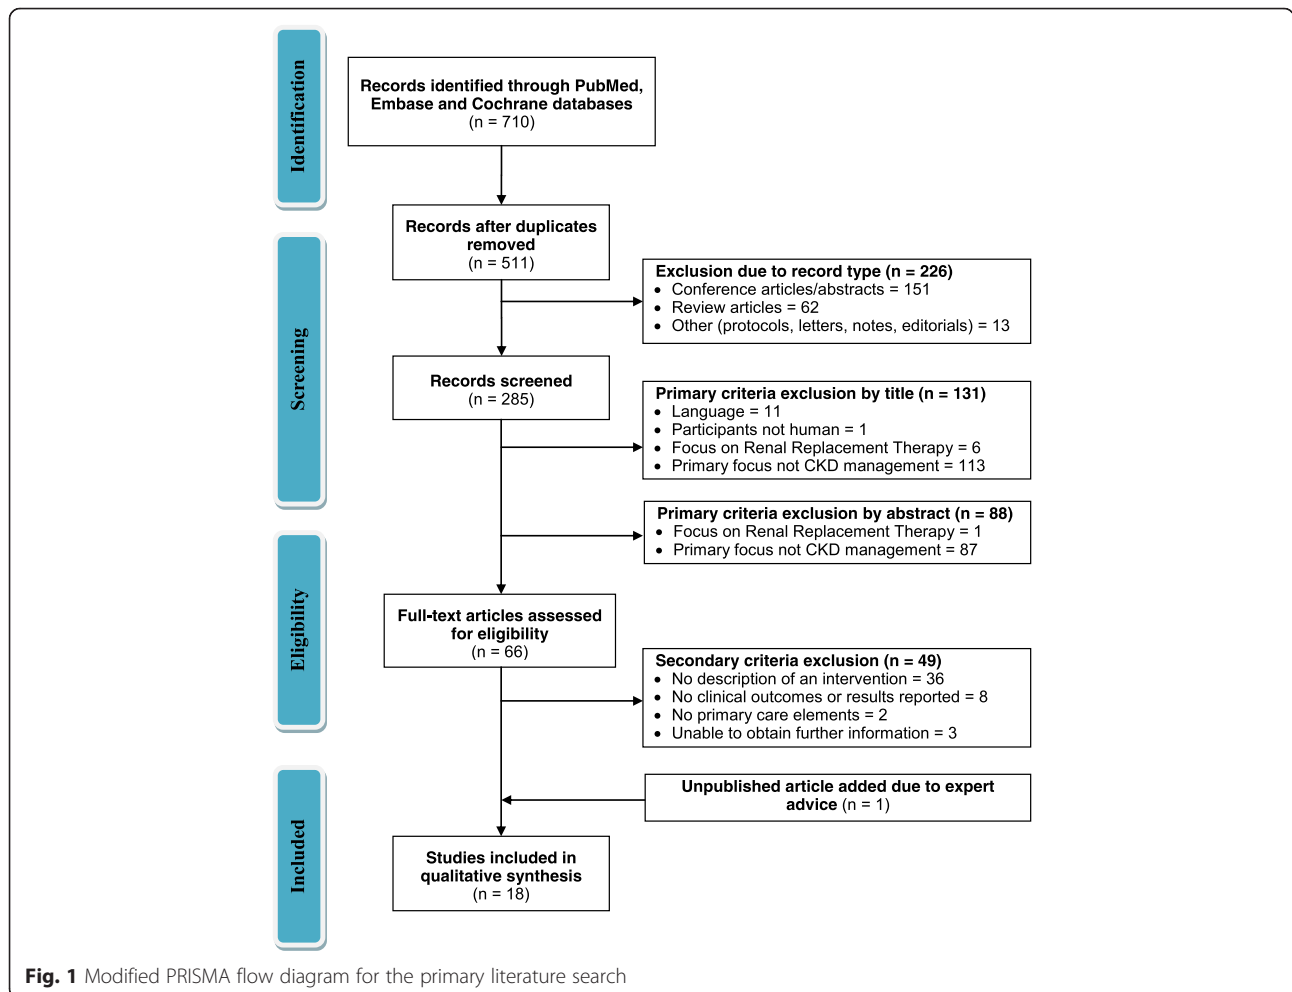 Identification
Records identified through PubMed,
Embase and Cochrane databases
(n = 710)
Records after duplicates
removed
(n = 511)
Screening
Exclusion due to record type (n = 226)
• Conference articles/abstracts = 151
• Review articles = 62
• Other (protocols, letters, notes, editorials) = 13
Records screened
(n = 285)
Primary criteria exclusion by title (n = 131)
• Language = 11
• Participants not human = 1
• Focus on Renal Replacement Therapy = 6
• Primary focus not CKD management = 113
Primary criteria exclusion by abstract (n = 88)
• Focus on Renal Replacement Therapy = 1
• Primary focus not CKD management = 87
Eligibility
Full-text articles assessed
for eligibility
(n = 66)
Secondary criteria exclusion (n = 49)
• No description of an intervention = 36
• No clinical outcomes or results reported = 8
• No primary care elements = 2
• Unable to obtain further information = 3
Unpublished article added due to expert
advice (n = 1)
Included
Studies included in
qualitative synthesis
(n = 18)
Fig. 1 Modified PRISMA flow diagram for the primary literature search